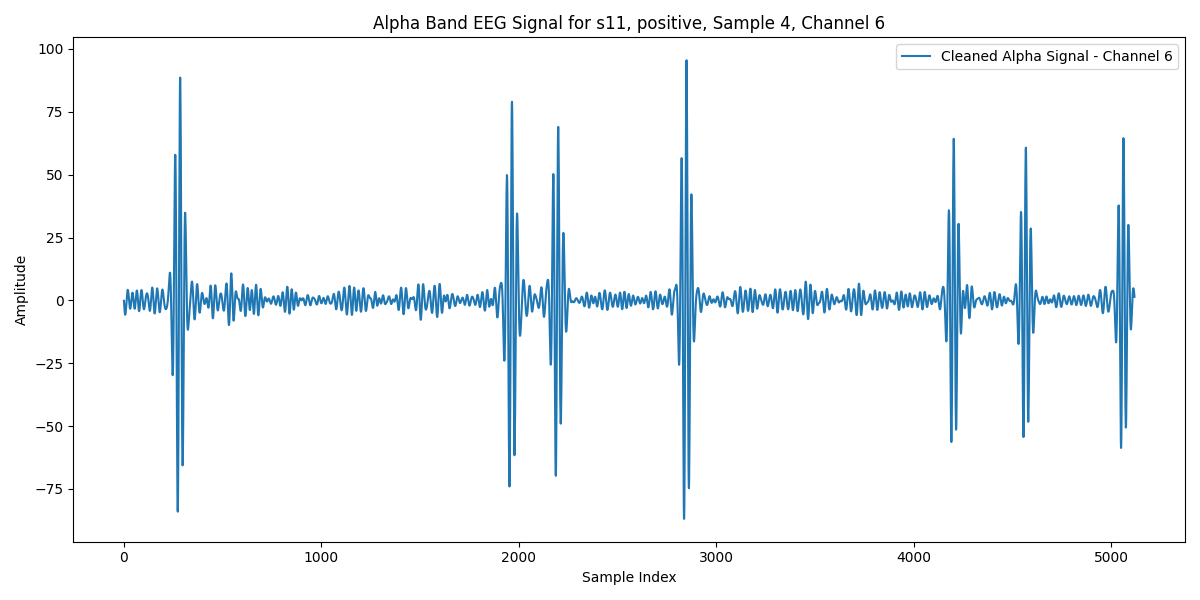 Alpha Band EEG Signal for s11, positive, Sample 4, Channel 6
Cleaned Alpha Signal - Channel 6
Amplitude
100
75
50
25
0
−25
−50
−75
0 1000 2000 3000 4000 5000
Sample Index